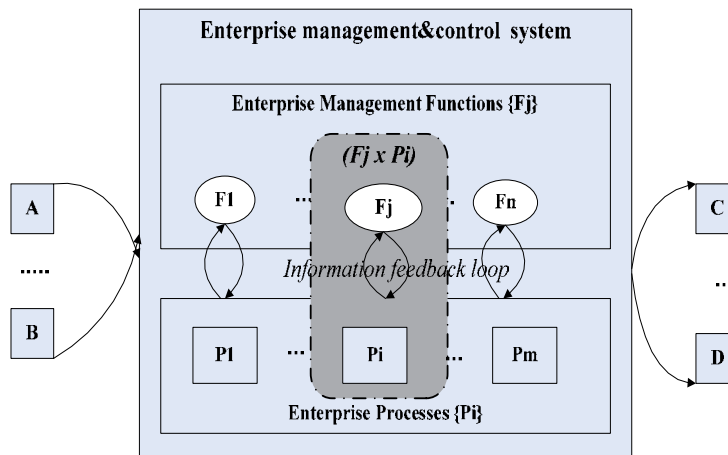 Enterprise management&control system
Enterprise Management Functions {Fj}
(Fj x Pi)
A
F1
...
Fj
.
Fn
C
.....
Information feedback loop
...
B
P1
...
Pi
...
Pm
D
Enterprise Processes {Pi}